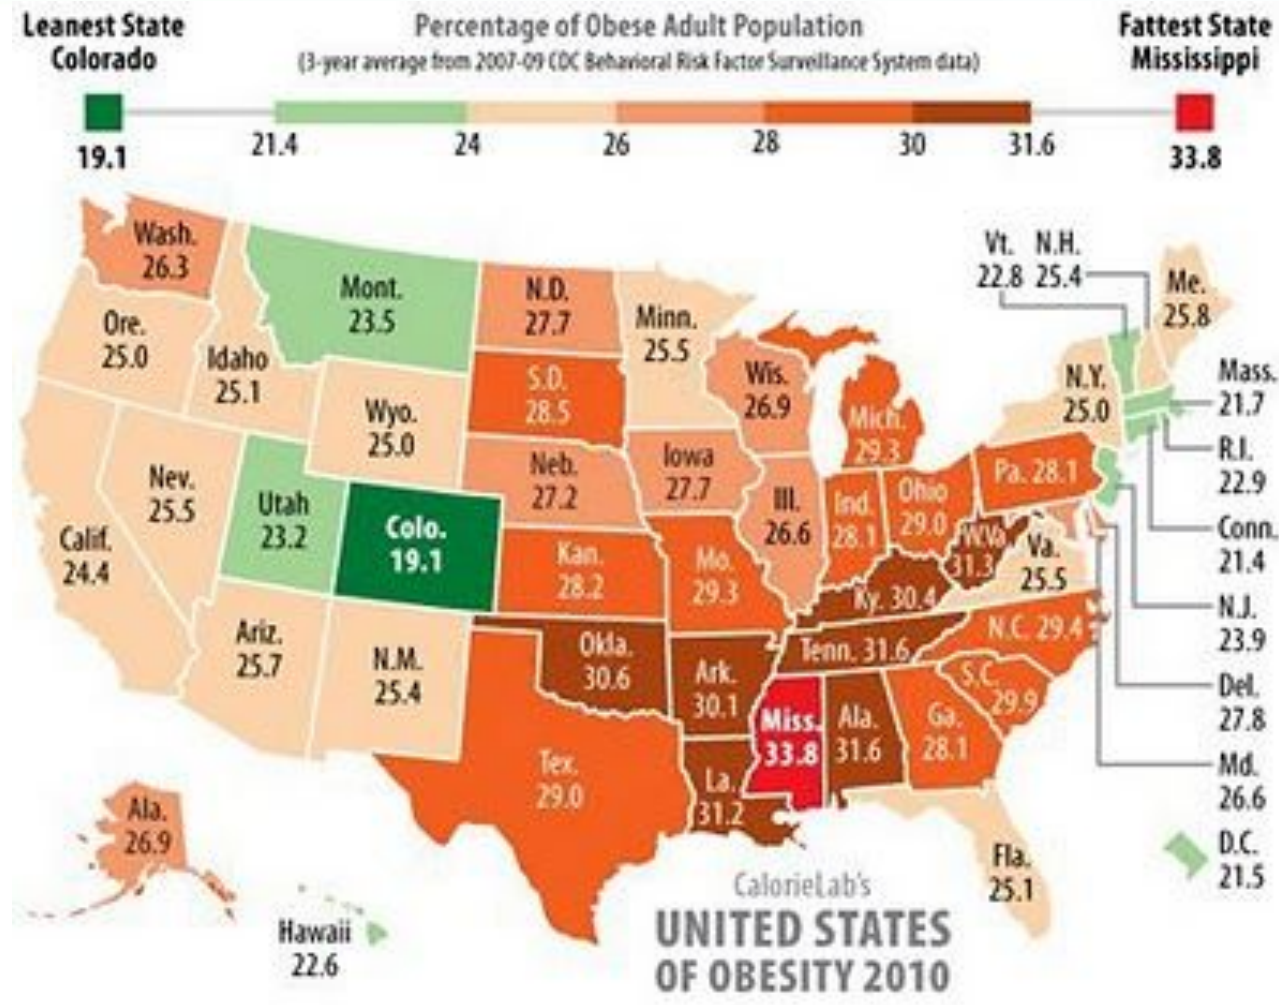 Leanest State
Colorado
19.1
Percentage of Obese Adult Population
(3-year average from 2007-09 CDC Behavioral Risk Factor Surveillance System data)
21.4 24 26 28 30 31.6
Fattest State
Mississippi
33.8
Wash.
26.3
Ore.
25.0
Idaho
25.1
Mont.
23.5
N.D.
27.7
Minn.
25.5
S.D.
28.5
Wyo.
25.0
Wis.
26.9
Mich.
29.3
Vt.
22.8
N.H.
25.4
Me.
25.8
N.Y.
25.0
Mass.
21.7
R.I.
22.9
Conn.
21.4
N.J.
23.9
Del.
27.8
Md.
26.6
D.C.
21.5
Calif.
24.4
Nev.
25.5
Utah
23.2
Colo.
19.1
Neb.
27.2
Iowa
27.7
Ill.
26.6
Ind.
28.1
Ohio
29.0
Pa. 28.1
W.Va.
31.3
Va.
25.5
Kan.
28.2
Mo.
29.3
Ky. 30.4
N.C. 29.4
Tenn. 31.6
S.C.
29.9
Ariz.
25.7
N.M.
25.4
Okla.
30.6
Ark.
30.1
Miss.
33.8
Ala.
31.6
Ga.
28.1
Tex.
29.0
La.
31.2
Fla.
25.1
Ala.
26.9
Hawaii
22.6
CalorieLab's
UNITED STATES
OF OBESITY 2010